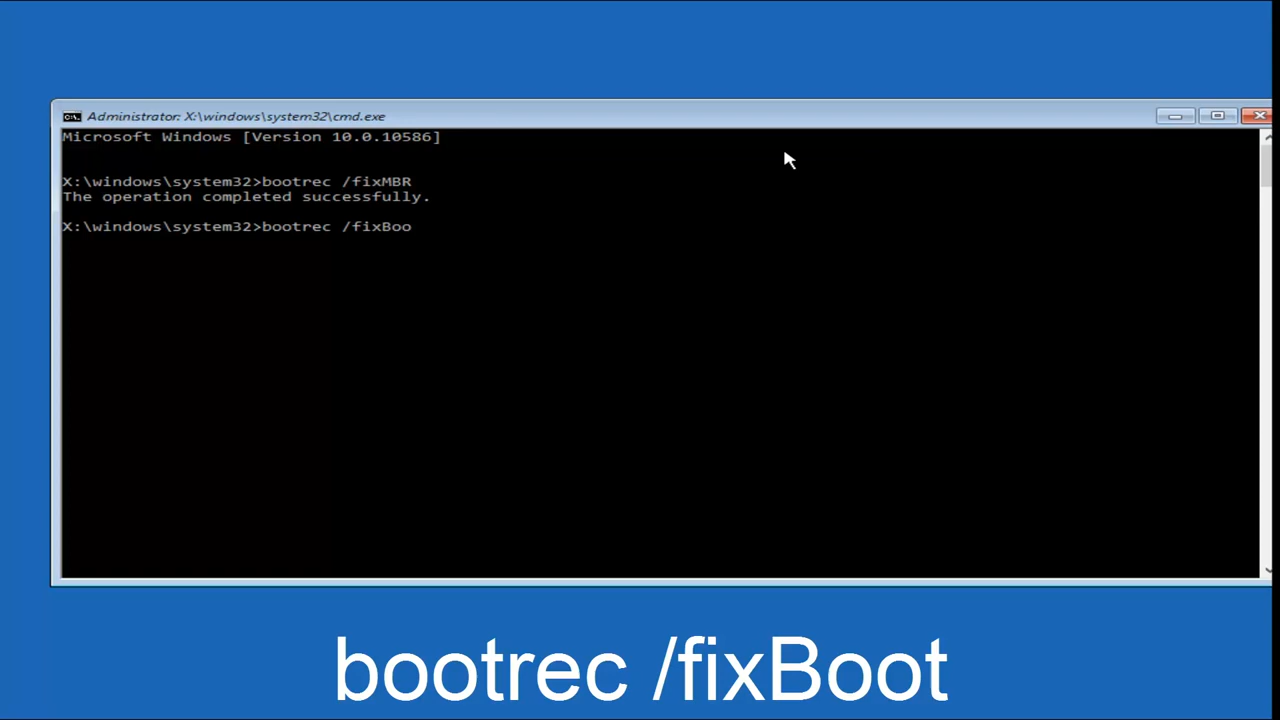 Administrator: X:\windows\system32\cmd.exe
Microsoft Windows [Version 10.0.10586]
X:\windows\system32>bootrec /fixMBR
The operation completed successfully.
X:\windows\system32>bootrec /fixBoo
bootrec /fixBoot